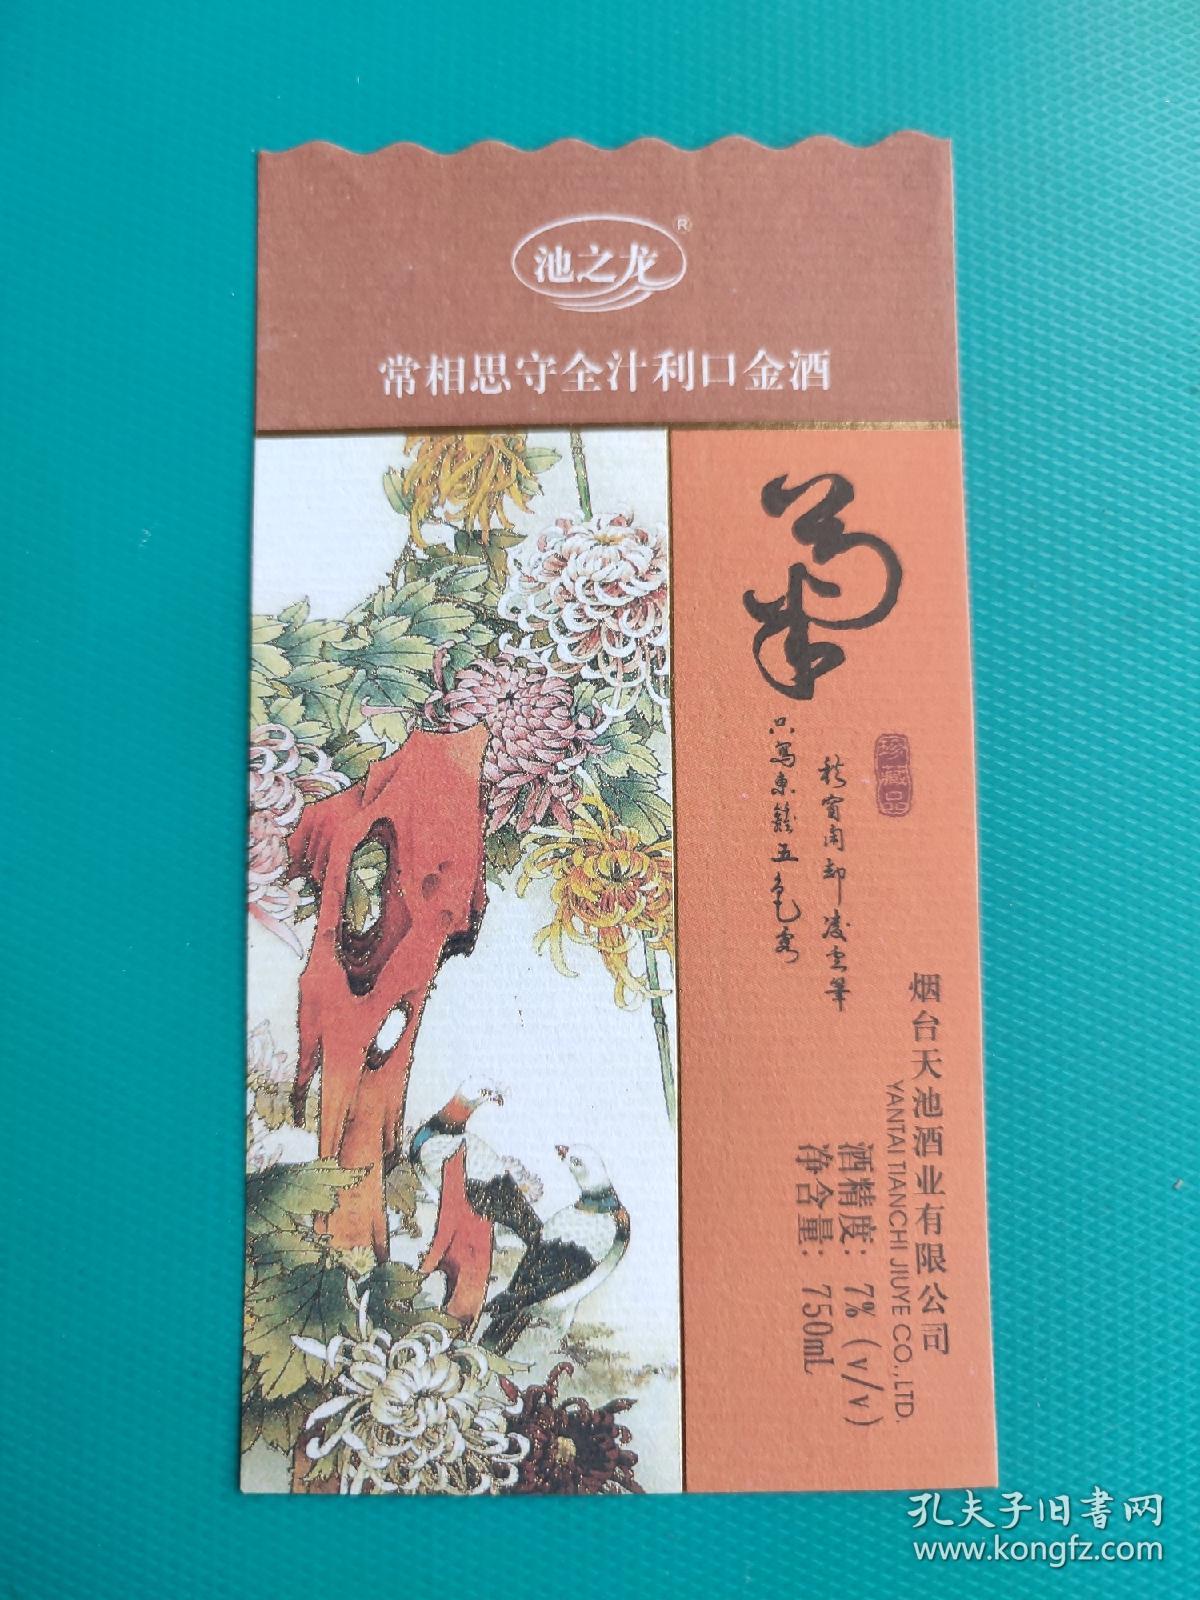 池之龙
®
常相思守全汁利口金酒
菊
珍藏品
秋窗闲却凌云笔
只写东篱五色秋
烟台天池酒业有限公司
YANTAI TIANCHI JIUYE CO.,LTD.
酒精度：7%（v/v）
净含量：750mL
孔夫子旧书网
www.kongfz.com